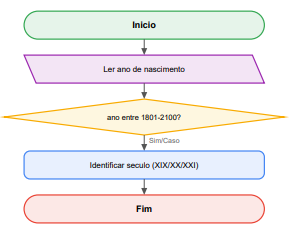 Inicio
Ler ano de nascimento
ano entre 1801-2100?
Sim/Caso
Identificar seculo (XIX/XX/XXI)
Fim